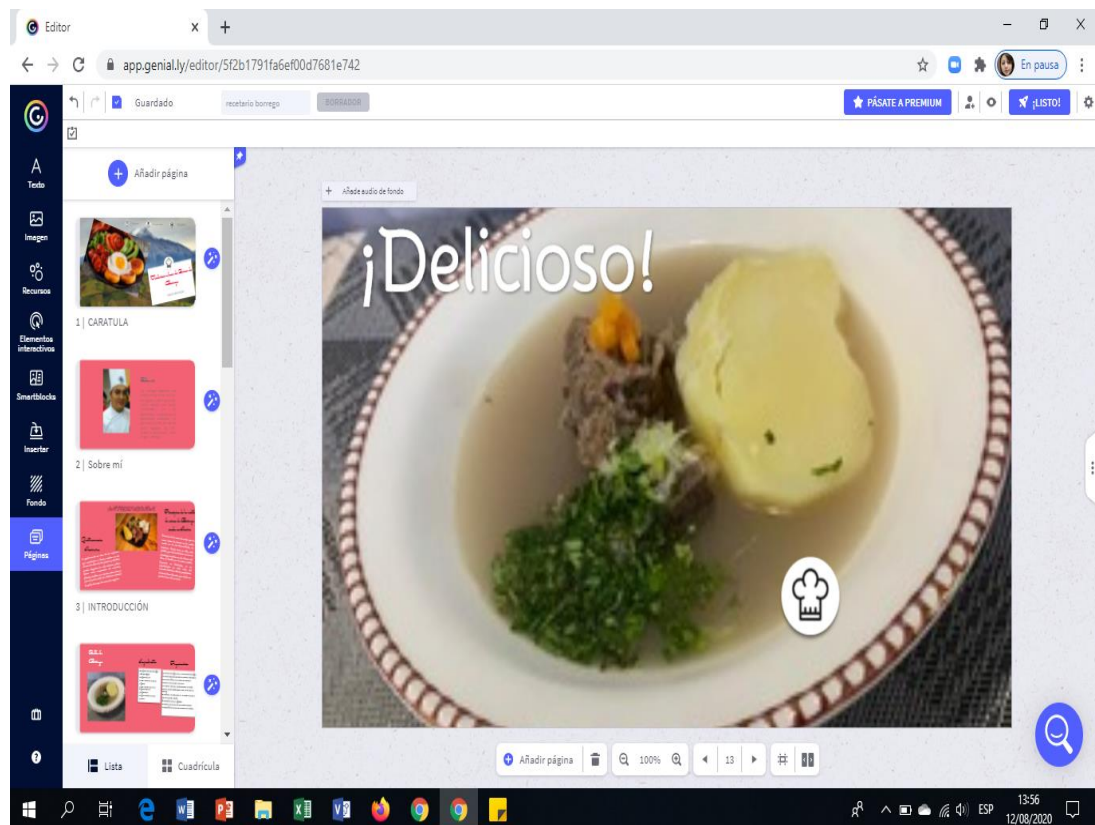 Editor
app.genial.ly/editor/5f2b1791fa6ef00d7681e742
En pausa
Guardado
recetario borrego
BORRADOR
PÁSATE A PREMIUM
¡LISTO!
Texto
Imagen
Recursos
Elementos
interactivos
Smartblocks
Insertar
Fondo
Páginas
Añadir página
1 | CARATULA
2 | Sobre mí
3 | INTRODUCCIÓN
Lista
Cuadrícula
Añade audio de fondo
¡Delicioso!
Añadir página
100%
13
ESP
13:56
12/08/2020